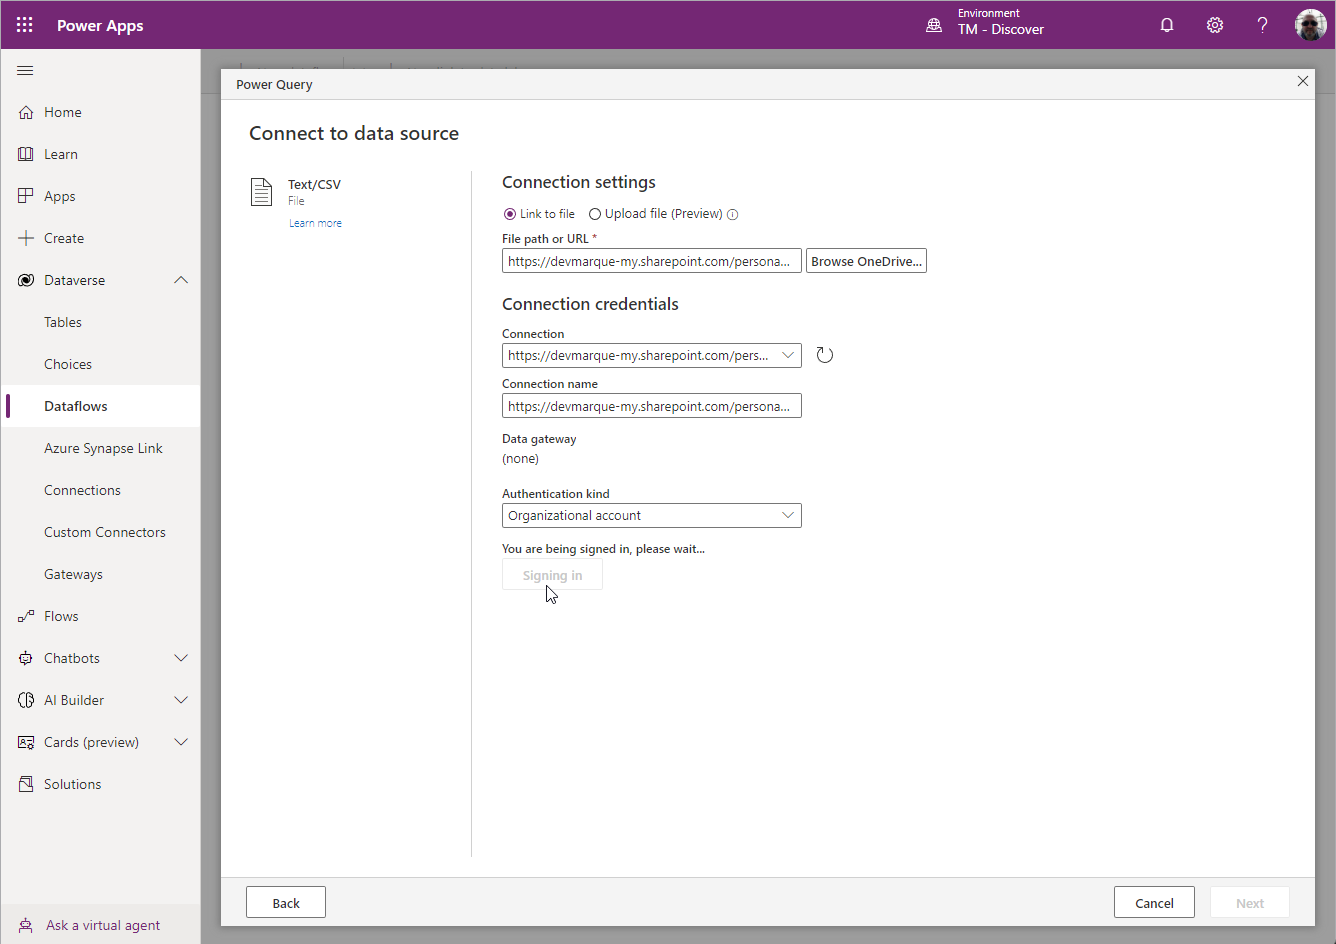 Power Apps
Environment
TM - Discover
Home
Learn
Apps
Create
Dataverse
Tables
Choices
Dataflows
Azure Synapse Link
Connections
Custom Connectors
Gateways
Flows
Chatbots
AI Builder
Cards (preview)
Solutions
Ask a virtual agent
Power Query
Connect to data source
Text/CSV
File
Learn more
Connection settings
Link to file Upload file (Preview)
File path or URL *
https://devmarque-my.sharepoint.com/persona... Browse OneDrive...
Connection credentials
Connection
https://devmarque-my.sharepoint.com/pers...
Connection name
https://devmarque-my.sharepoint.com/persona...
Data gateway
(none)
Authentication kind
Organizational account
You are being signed in, please wait...
Signing in
Back Cancel Next